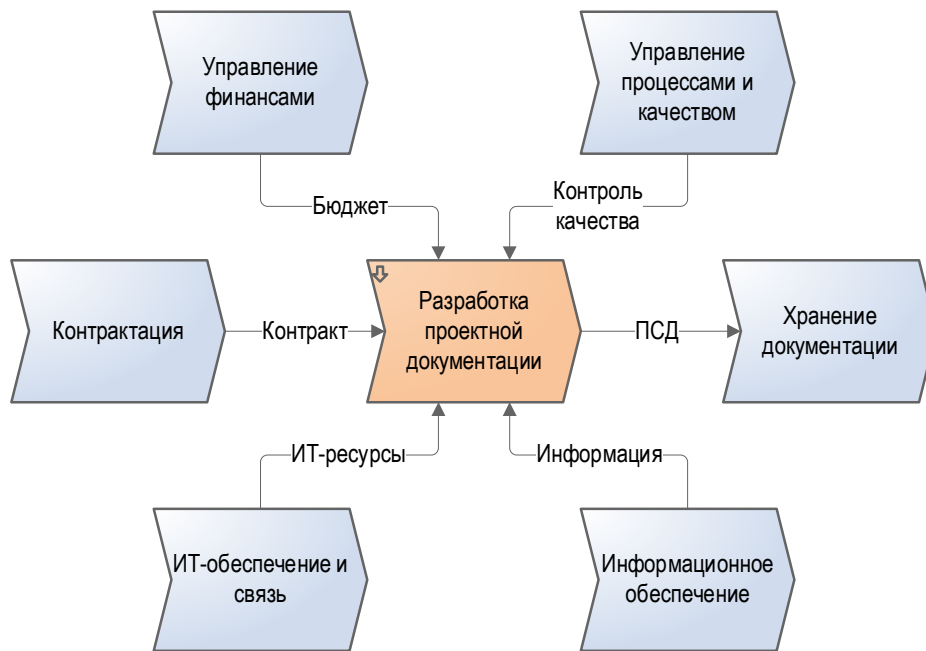 Управление
финансами
Управление
процессами и
качеством
Бюджет
Контроль
качества
Контрактация
Контракт
Разработка
проектной
документации
ПСД
Хранение
документации
ИТ-ресурсы
Информация
ИТ-обеспечение и
связь
Информационное
обеспечение